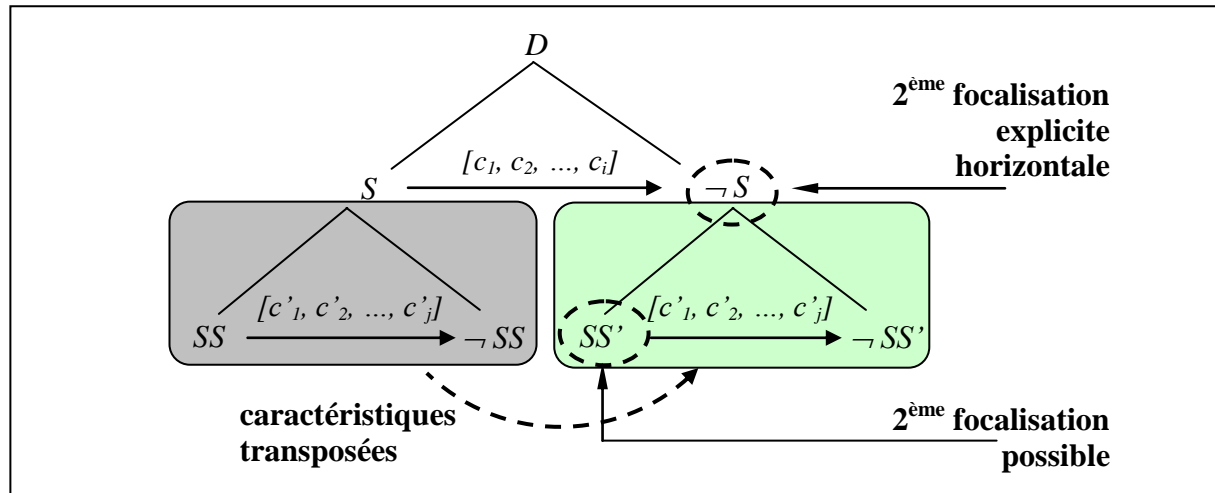 D
2ème focalisation
explicite
horizontale
[c1, c2, ..., ci]
S
¬ S
[c'1, c'2, ..., c'j]
[c'1, c'2, ..., c'j]
SS
¬ SS
SS'
¬ SS'
caractéristiques
transposées
2ème focalisation
possible